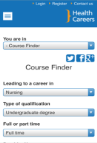 Login | Register | Contact us
Health
Careers
You are in
- Course Finder
Course Finder
Leading to a career in
Nursing
Type of qualification
Undergraduate-degree
Full or part time
Full time